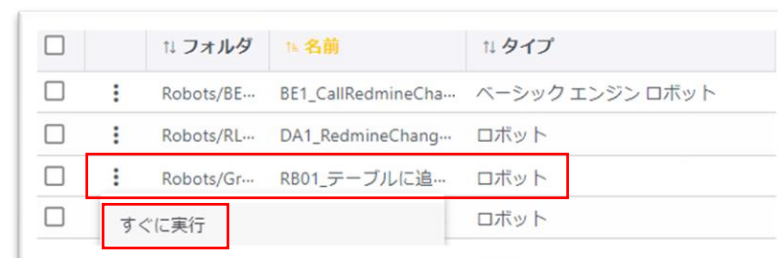 フォルダ 名前 タイプ
Robots/BE… BE1_CallRedmineCha… ベーシック エンジン ロボット
Robots/RL… DA1_RedmineChang… ロボット
Robots/Gr… RB01_テーブルに追… ロボット
すぐに実行 ロボット